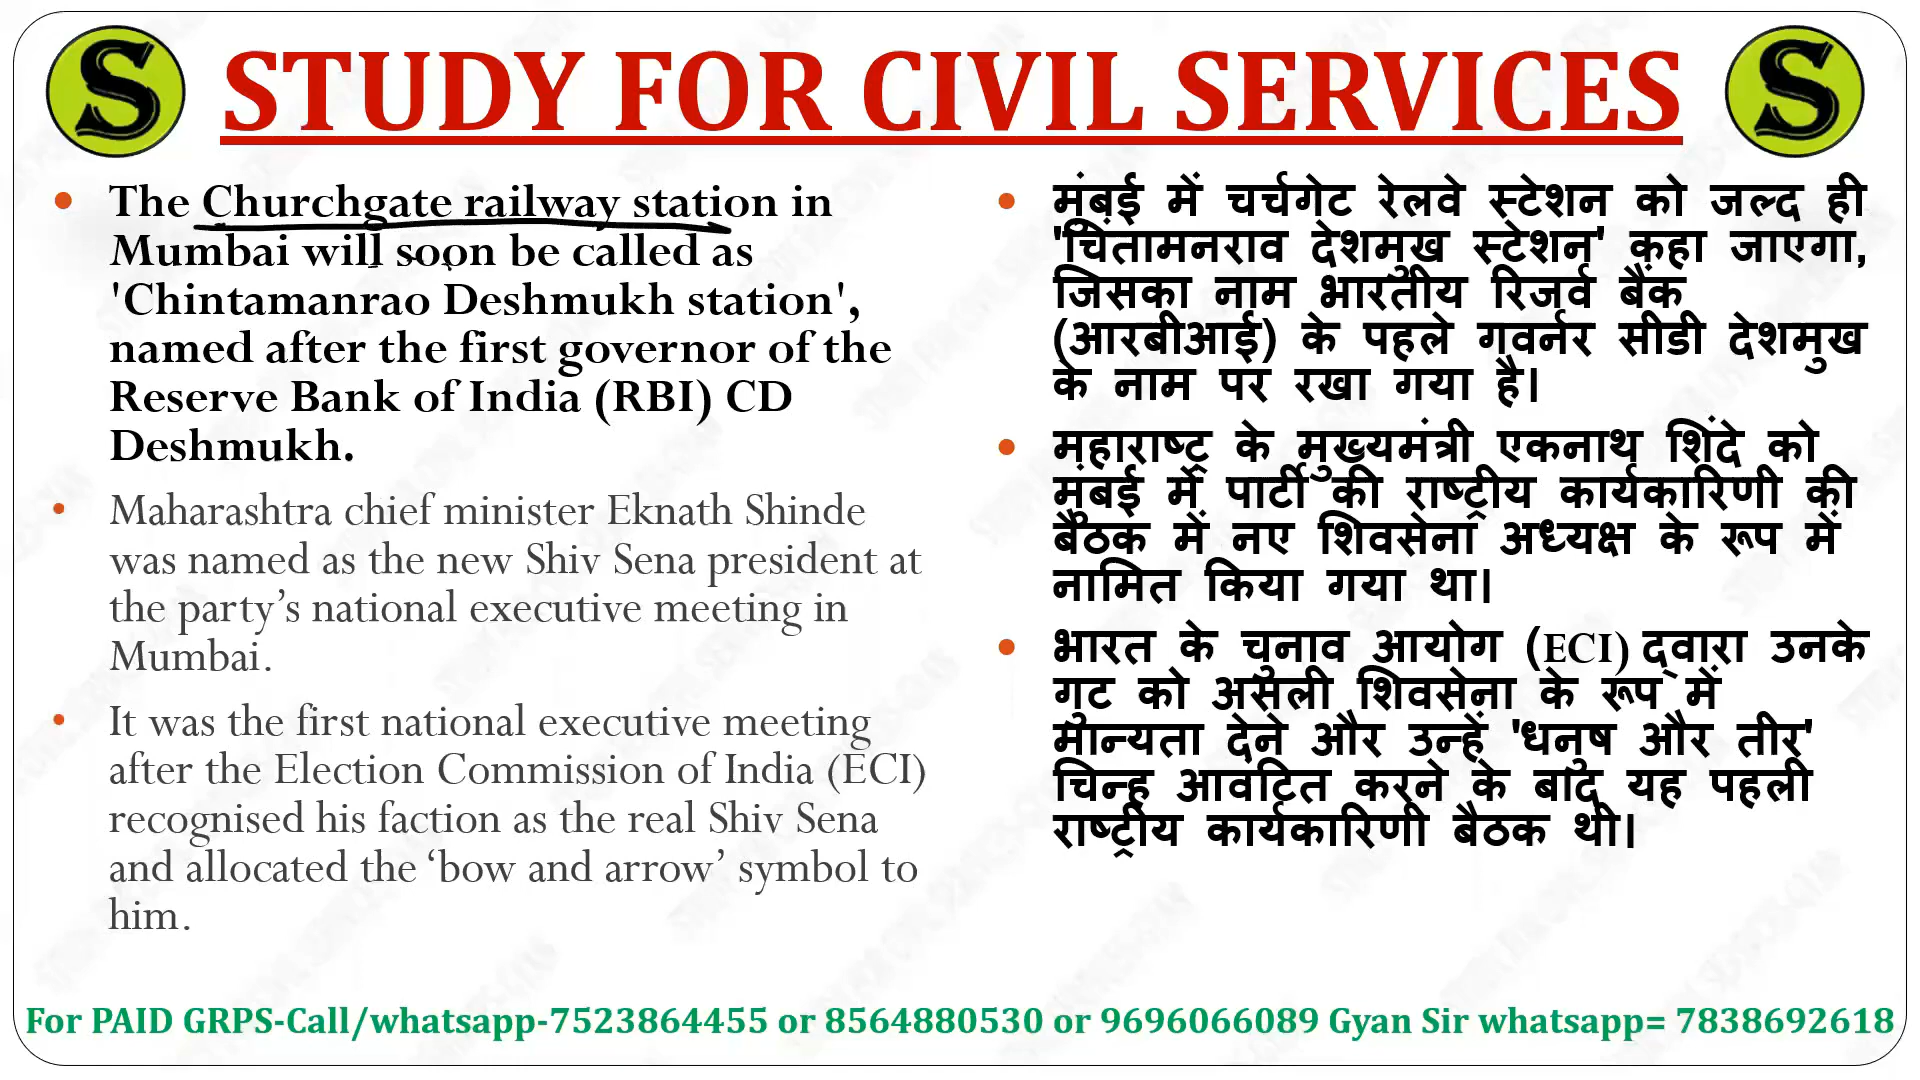 STUDY FOR CIVIL SERVICES
The Churchgate railway station in
Mumbai will soon be called as
'Chintamanrao Deshmukh station',
named after the first governor of the
Reserve Bank of India (RBI) CD
Deshmukh.
Maharashtra chief minister Eknath Shinde
was named as the new Shiv Sena president at
the party’s national executive meeting in
Mumbai.
It was the first national executive meeting
after the Election Commission of India (ECI)
recognised his faction as the real Shiv Sena
and allocated the ‘bow and arrow’ symbol to
him.
मुंबई में चर्चगेट रेलवे स्टेशन को जल्द ही
'चिंतामनराव देशमुख स्टेशन' कहा जाएगा,
जिसका नाम भारतीय रिजर्व बैंक
(आरबीआई) के पहले गवर्नर सीडी देशमुख
के नाम पर रखा गया है।
महाराष्ट्र के मुख्यमंत्री एकनाथ शिंदे को
मुंबई में पार्टी की राष्ट्रीय कार्यकारिणी की
बैठक में नए शिवसेना अध्यक्ष के रूप में
नामित किया गया था।
भारत के चुनाव आयोग (ECI) द्वारा उनके
गुट को असली शिवसेना के रूप में
मान्यता देने और उन्हें 'धनुष और तीर'
चिन्ह आवंटित करने के बाद यह पहली
राष्ट्रीय कार्यकारिणी बैठक थी।
For PAID GRPS-Call/whatsapp-7523864455 or 8564880530 or 9696066089 Gyan Sir whatsapp= 7838692618